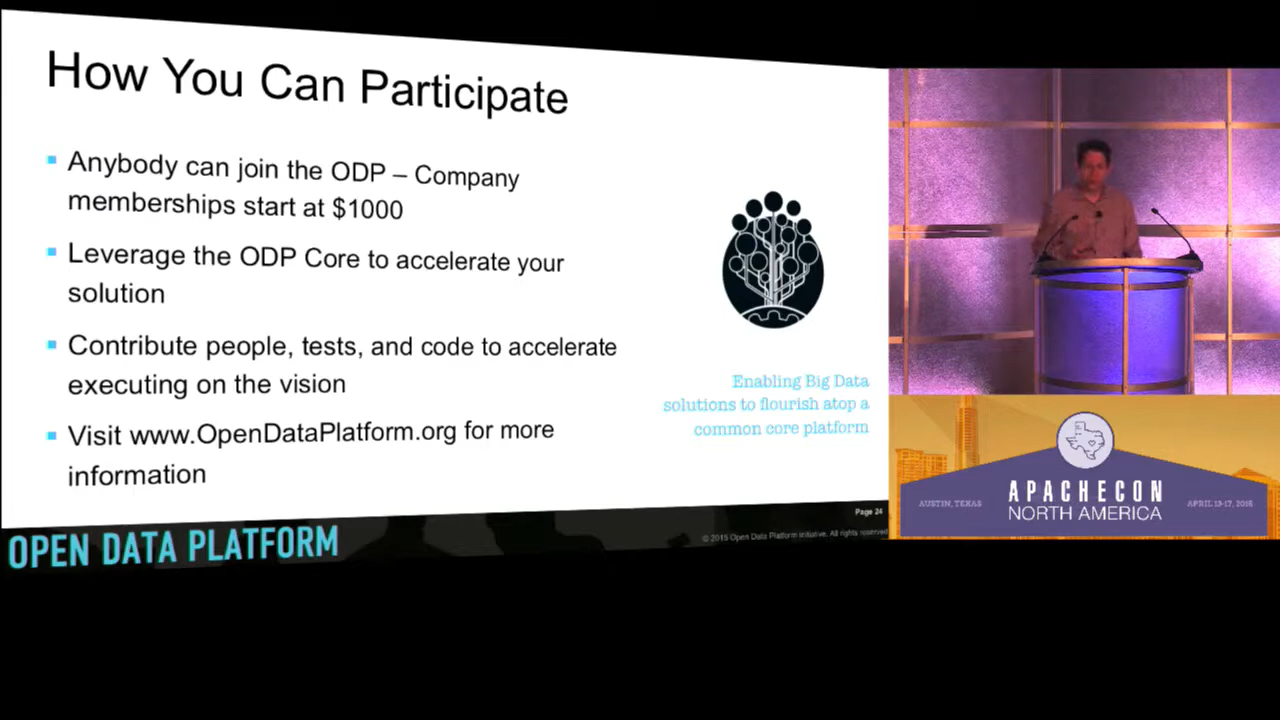 How You Can Participate
Anybody can join the ODP – Company
memberships start at $1000
Leverage the ODP Core to accelerate your
solution
Contribute people, tests, and code to accelerate
executing on the vision
Visit www.OpenDataPlatform.org for more
information
Enabling Big Data
solutions to flourish atop a
common core platform
Page 24
© 2015 Open Data Platform initiative. All rights reserved
OPEN DATA PLATFORM
AUSTIN, TEXAS
APACHECON
NORTH AMERICA
APRIL 13-17, 2015